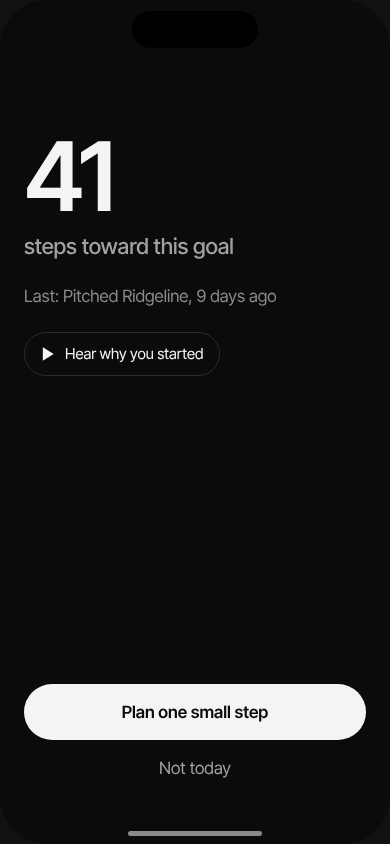 41
steps toward this goal
Last: Pitched Ridgeline, 9 days ago
Hear why you started
Plan one small step
Not today